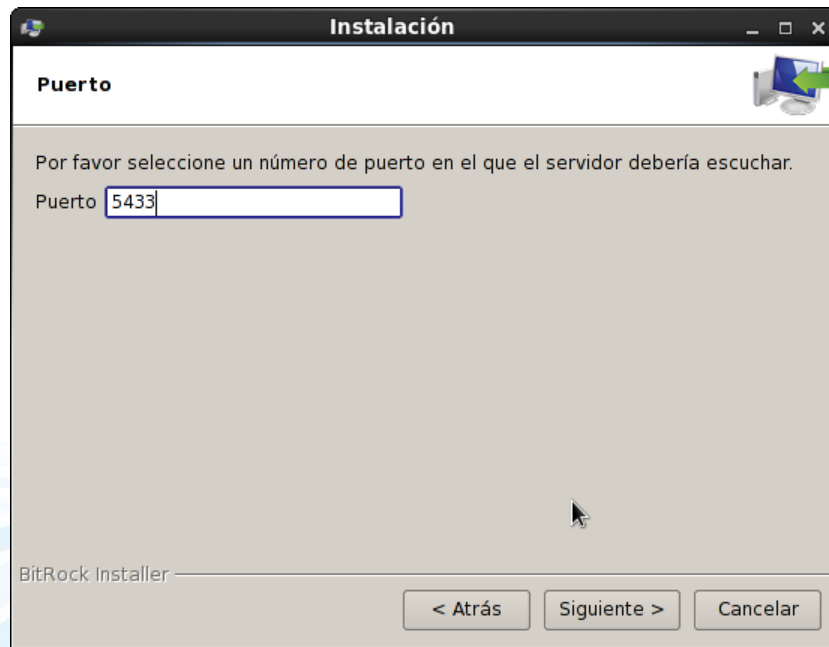 Instalación
Puerto
Por favor seleccione un número de puerto en el que el servidor debería escuchar.
Puerto 5433
BitRock Installer
< Atrás Siguiente > Cancelar